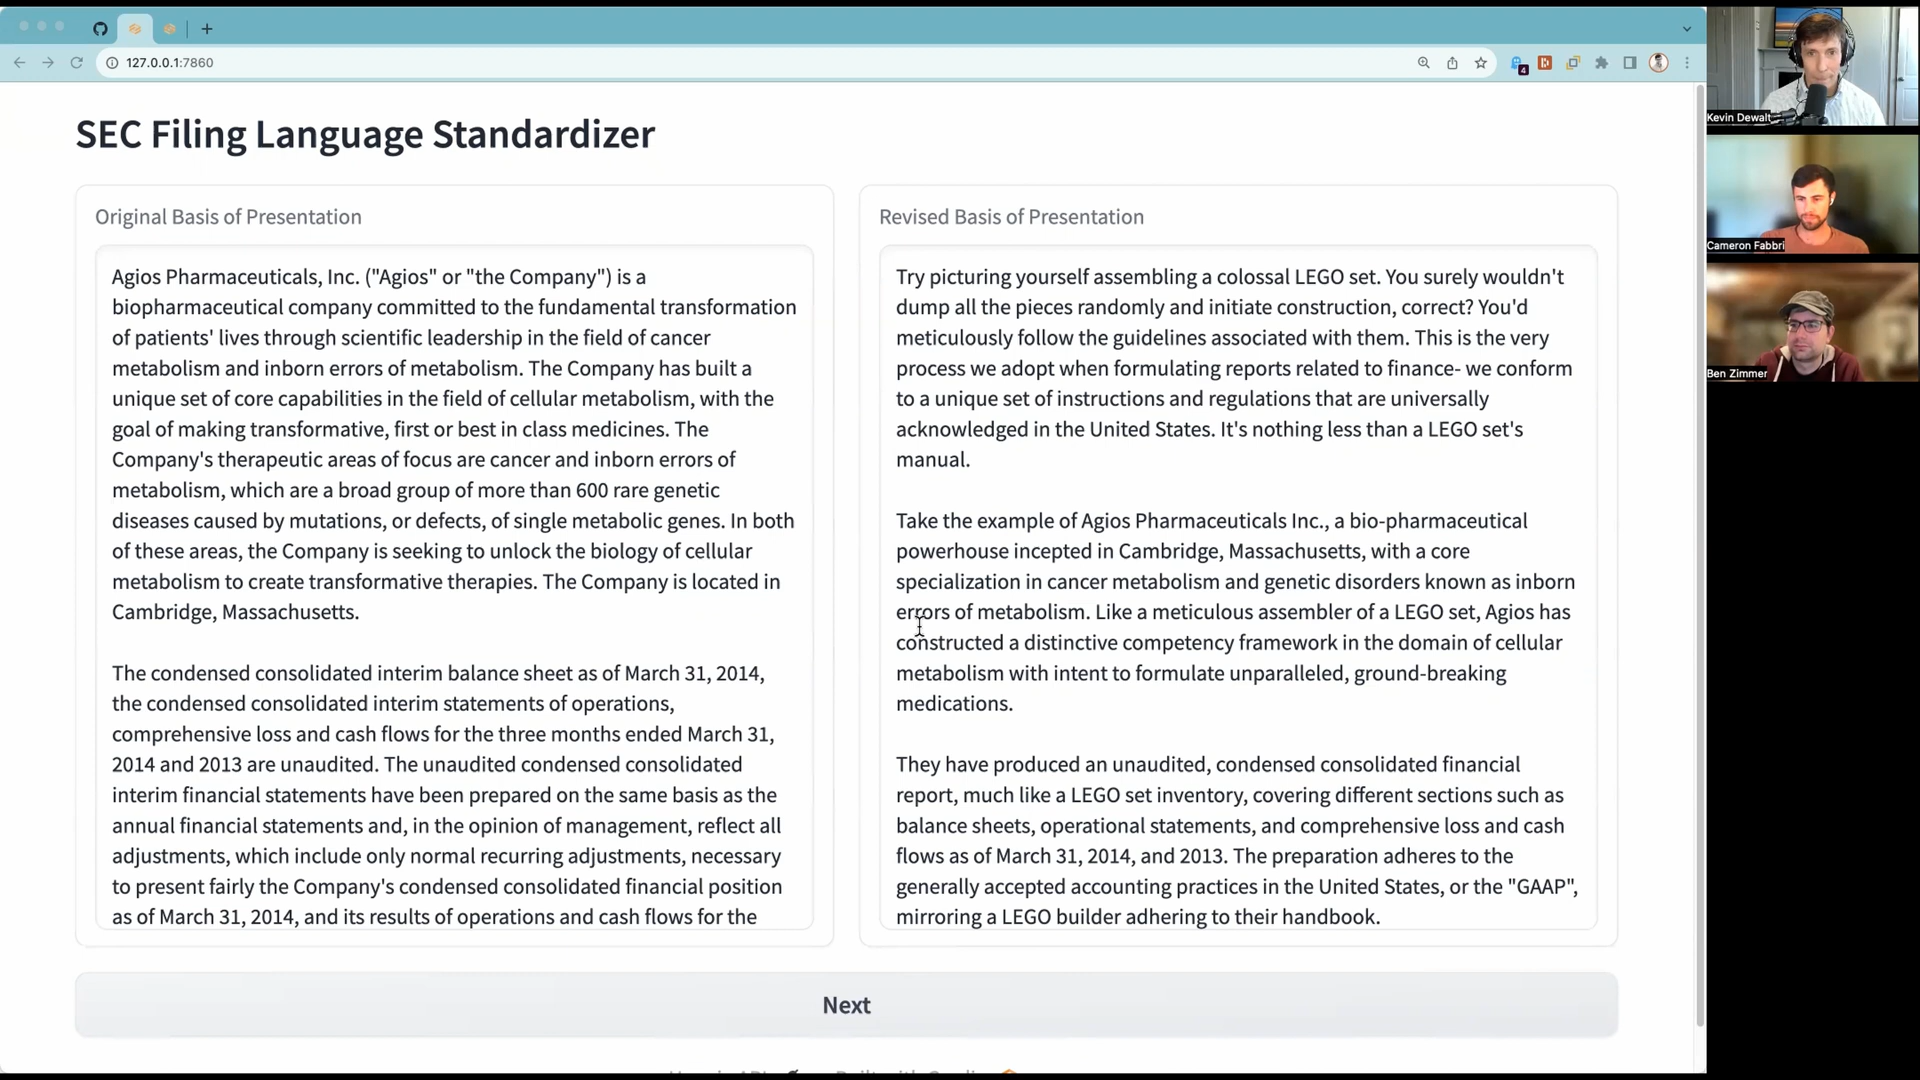 127.0.0.1:7860
4
SEC Filing Language Standardizer
Original Basis of Presentation
Agios Pharmaceuticals, Inc. ("Agios" or "the Company") is a
biopharmaceutical company committed to the fundamental transformation
of patients' lives through scientific leadership in the field of cancer
metabolism and inborn errors of metabolism. The Company has built a
unique set of core capabilities in the field of cellular metabolism, with the
goal of making transformative, first or best in class medicines. The
Company's therapeutic areas of focus are cancer and inborn errors of
metabolism, which are a broad group of more than 600 rare genetic
diseases caused by mutations, or defects, of single metabolic genes. In both
of these areas, the Company is seeking to unlock the biology of cellular
metabolism to create transformative therapies. The Company is located in
Cambridge, Massachusetts.
The condensed consolidated interim balance sheet as of March 31, 2014,
the condensed consolidated interim statements of operations,
comprehensive loss and cash flows for the three months ended March 31,
2014 and 2013 are unaudited. The unaudited condensed consolidated
interim financial statements have been prepared on the same basis as the
annual financial statements and, in the opinion of management, reflect all
adjustments, which include only normal recurring adjustments, necessary
to present fairly the Company's condensed consolidated financial position
as of March 31, 2014, and its results of operations and cash flows for the
Revised Basis of Presentation
Try picturing yourself assembling a colossal LEGO set. You surely wouldn't
dump all the pieces randomly and initiate construction, correct? You'd
meticulously follow the guidelines associated with them. This is the very
process we adopt when formulating reports related to finance- we conform
to a unique set of instructions and regulations that are universally
acknowledged in the United States. It's nothing less than a LEGO set's
manual.
Take the example of Agios Pharmaceuticals Inc., a bio-pharmaceutical
powerhouse incepted in Cambridge, Massachusetts, with a core
specialization in cancer metabolism and genetic disorders known as inborn
errors of metabolism. Like a meticulous assembler of a LEGO set, Agios has
constructed a distinctive competency framework in the domain of cellular
metabolism with intent to formulate unparalleled, ground-breaking
medications.
They have produced an unaudited, condensed consolidated financial
report, much like a LEGO set inventory, covering different sections such as
balance sheets, operational statements, and comprehensive loss and cash
flows as of March 31, 2014, and 2013. The preparation adheres to the
generally accepted accounting practices in the United States, or the "GAAP",
mirroring a LEGO builder adhering to their handbook.
Next
Kevin Dewalt
Cameron Fabbri
Ben Zimmer